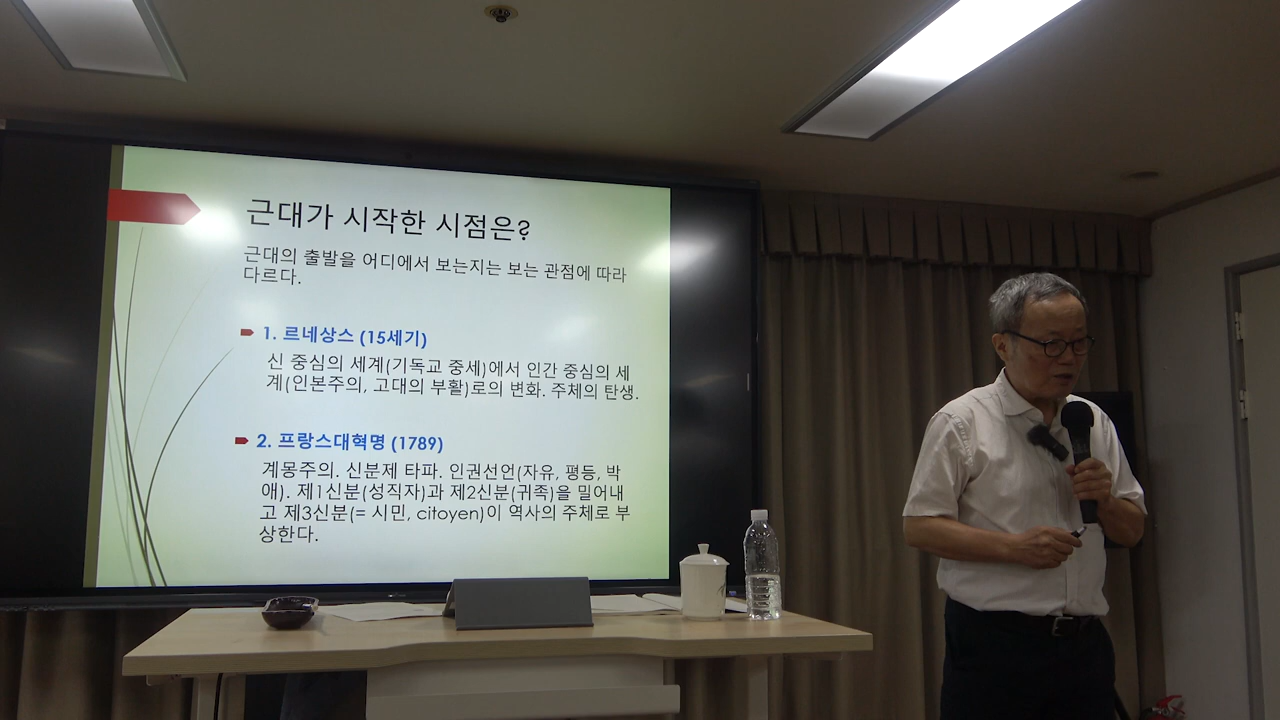 근대가 시작한 시점은?
근대의 출발을 어디에서 보는지는 보는 관점에 따라
다르다.
1. 르네상스 (15세기)
신 중심의 세계(기독교 중세)에서 인간 중심의 세
계(인본주의, 고대의 부활)로의 변화. 주체의 탄생.
2. 프랑스대혁명 (1789)
계몽주의. 신분제 타파. 인권선언(자유, 평등, 박
애). 제1신분(성직자)과 제2신분(귀족)을 밀어내
고 제3신분(= 시민, citoyen)이 역사의 주체로 부
상한다.